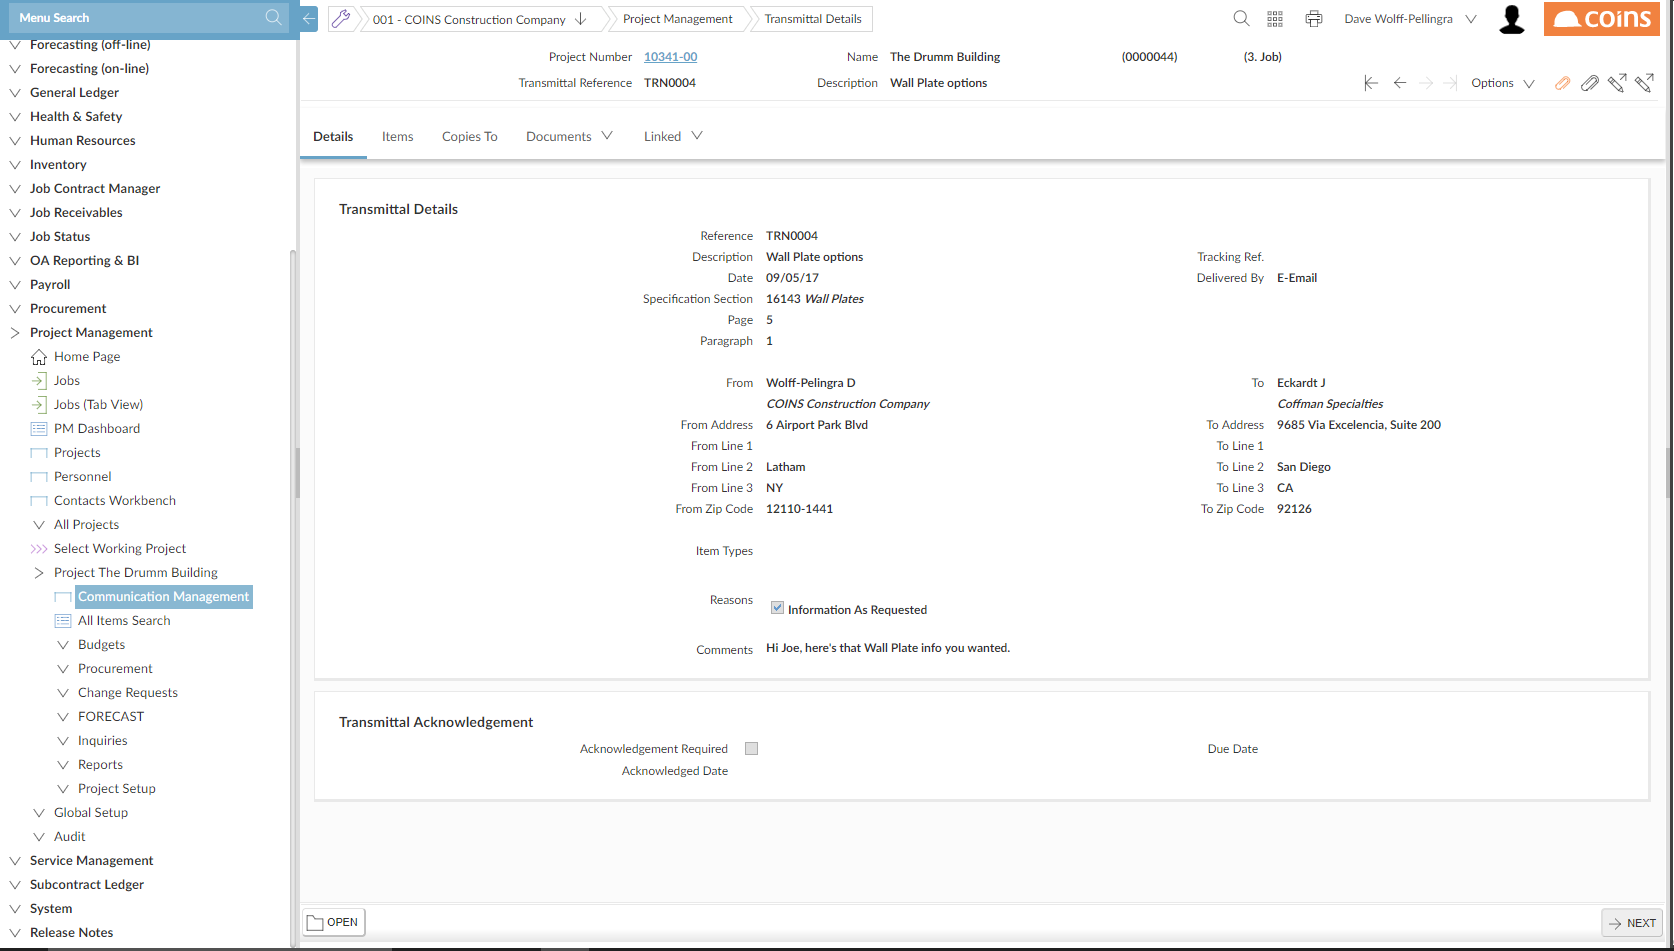 Menu Search
Forecasting (off-line)
Forecasting (on-line)
General Ledger
Health & Safety
Human Resources
Inventory
Job Contract Manager
Job Receivables
Job Status
OA Reporting & BI
Payroll
Procurement
Project Management
Home Page
Jobs
Jobs (Tab View)
PM Dashboard
Projects
Personnel
Contacts Workbench
All Projects
Select Working Project
Project The Drumm Building
Communication Management
All Items Search
Budgets
Procurement
Change Requests
FORECAST
Inquiries
Reports
Project Setup
Global Setup
Audit
Service Management
Subcontract Ledger
System
Release Notes
001 - COINS Construction Company Project Management Transmittal Details
Dave Wolff-Pellingra
coins
Project Number 10341-00 Name The Drumm Building (0000044) (3. Job)
Transmittal Reference TRN0004 Description Wall Plate options
Options
Details Items Copies To Documents Linked
Transmittal Details
Reference TRN0004
Description Wall Plate options Tracking Ref.
Date 09/05/17 Delivered By E-Email
Specification Section 16143 Wall Plates
Page 5
Paragraph 1
From Wolff-Pelingra D To Eckardt J
COINS Construction Company Coffman Specialties
From Address 6 Airport Park Blvd To Address 9685 Via Excelencia, Suite 200
From Line 1 To Line 1
From Line 2 Latham To Line 2 San Diego
From Line 3 NY To Line 3 CA
From Zip Code 12110-1441 To Zip Code 92126
Item Types
Reasons Information As Requested
Comments Hi Joe, here's that Wall Plate info you wanted.
Transmittal Acknowledgement
Acknowledgement Required Due Date
Acknowledged Date
OPEN NEXT